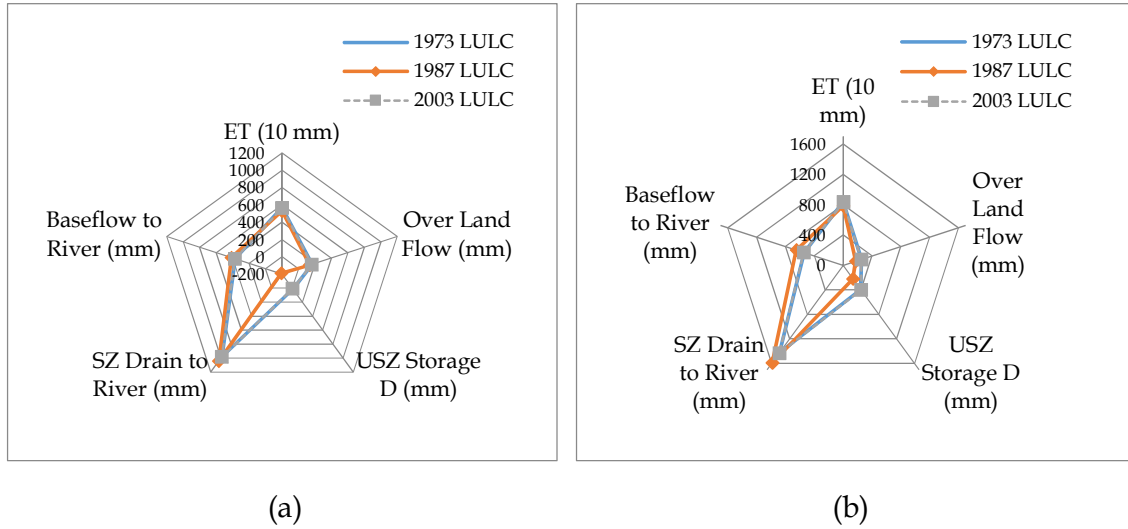 1973 LULC
1987 LULC
2003 LULC
ET (10 mm)
1200
1000
800
600
400
200
0
-200
Over Land
Flow (mm)
USZ Storage
D (mm)
SZ Drain to
River (mm)
Baseflow to
River (mm)
(a)
1973 LULC
1987 LULC
2003 LULC
ET (10
mm)
1600
1200
800
400
0
Over
Land
Flow
(mm)
USZ
Storage D
(mm)
SZ Drain
to River
(mm)
Baseflow
to River
(mm)
(b)